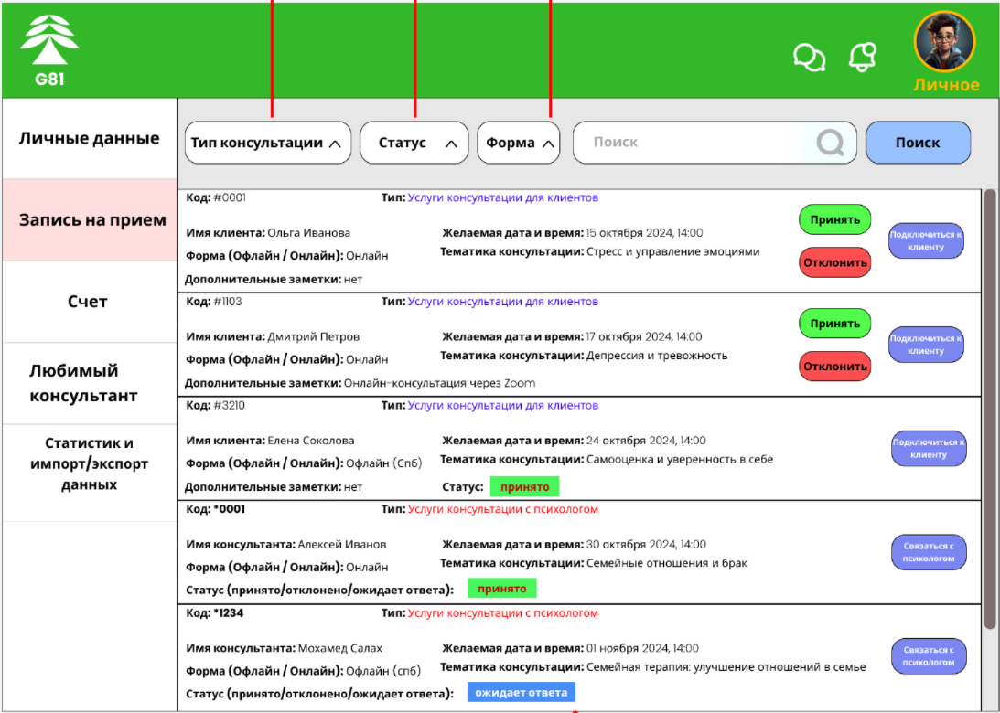 G81
Личное
Личные данные
Запись на прием
Счет
Любимый
консультант
Статистик и
импорт/экспорт
данных
Тип консультации Статус Форма Поиск Поиск
Код: #0001 Тип: Услуги консультации для клиентов
Имя клиента: Ольга Иванова Желаемая дата и время: 15 октября 2024, 14:00
Форма (Офлайн / Онлайн): Онлайн Тематика консультации: Стресс и управление эмоциями
Дополнительные заметки: нет
Принять
Отклонить
Подключиться к
клиенту
Код: #1103 Тип: Услуги консультации для клиентов
Имя клиента: Дмитрий Петров Желаемая дата и время: 17 октября 2024, 14:00
Форма (Офлайн / Онлайн): Онлайн Тематика консультации: Депрессия и тревожность
Дополнительные заметки: Онлайн-консультация через Zoom
Принять
Отклонить
Подключиться к
клиенту
Код: #3210 Тип: Услуги консультации для клиентов
Имя клиента: Елена Соколова Желаемая дата и время: 24 октября 2024, 14:00
Форма (Офлайн / Онлайн): Офлайн (Спб) Тематика консультации: Самооценка и уверенность в себе
Дополнительные заметки: нет Статус: принято
Подключиться к
клиенту
Код: *0001 Тип: Услуги консультации с психологом
Имя консультанта: Алексей Иванов Желаемая дата и время: 30 октября 2024, 14:00
Форма (Офлайн / Онлайн): Онлайн Тематика консультации: Семейные отношения и брак
Статус (принято/отклонено/ожидает ответа): принято
Связаться с
психологом
Код: *1234 Тип: Услуги консультации с психологом
Имя консультанта: Мохамед Салах Желаемая дата и время: 01 ноября 2024, 14:00
Форма (Офлайн / Онлайн): Офлайн (спб) Тематика консультации: Семейная терапия: улучшение отношений в семье
Статус (принято/отклонено/ожидает ответа): ожидает ответа
Связаться с
психологом